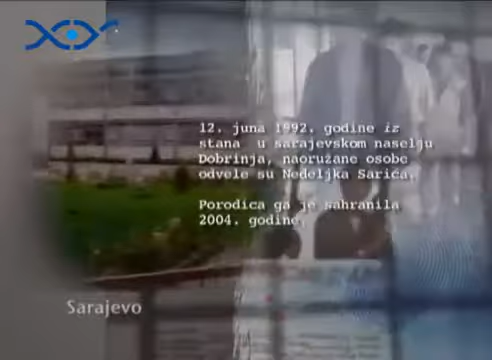 12. juna 1992. godine iz
stana u sarajevskom naselju
Dobrinja, naoružane osobe
odvele su Nedeljka Sarića.
Porodica ga je sahranila
2004. godine.
Sarajevo